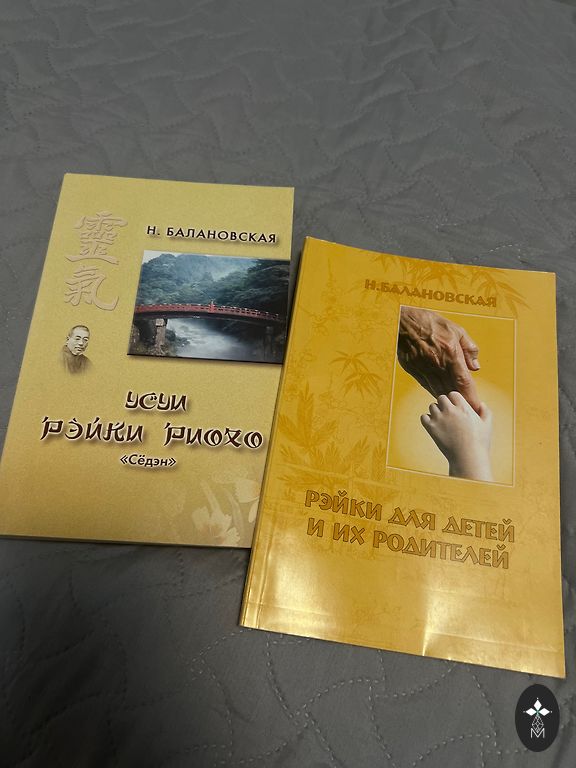 靈氣
Н. БАЛАНОВСКАЯ
УСУИ
РЭЙКИ РИОХО
«Сёдэн»
Н.БАЛАНОВСКАЯ
РЭЙКИ ДЛЯ ДЕТЕЙ
И ИХ РОДИТЕЛЕЙ
M